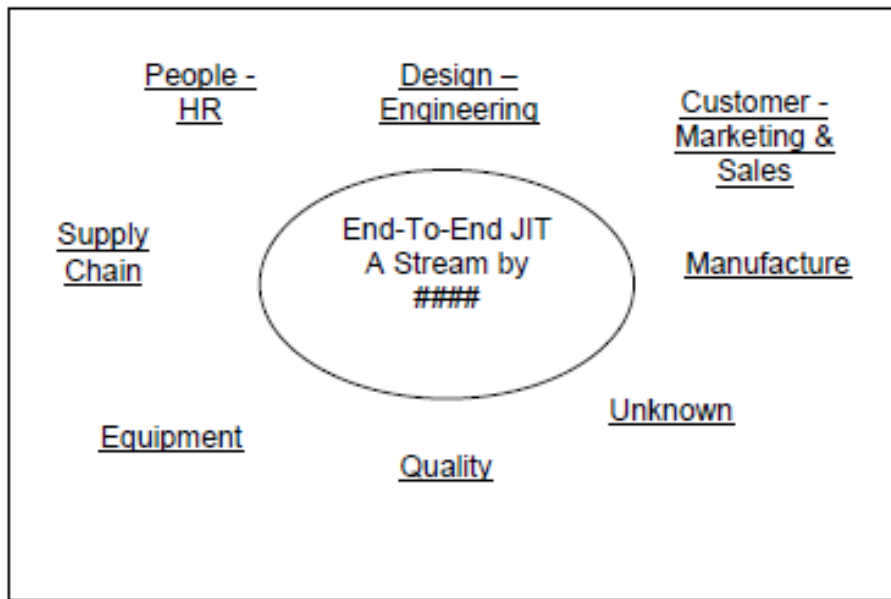 People -
HR
Design –
Engineering
Customer -
Marketing &
Sales
Supply
Chain
End-To-End JIT
A Stream by
####
Manufacture
Equipment
Quality
Unknown